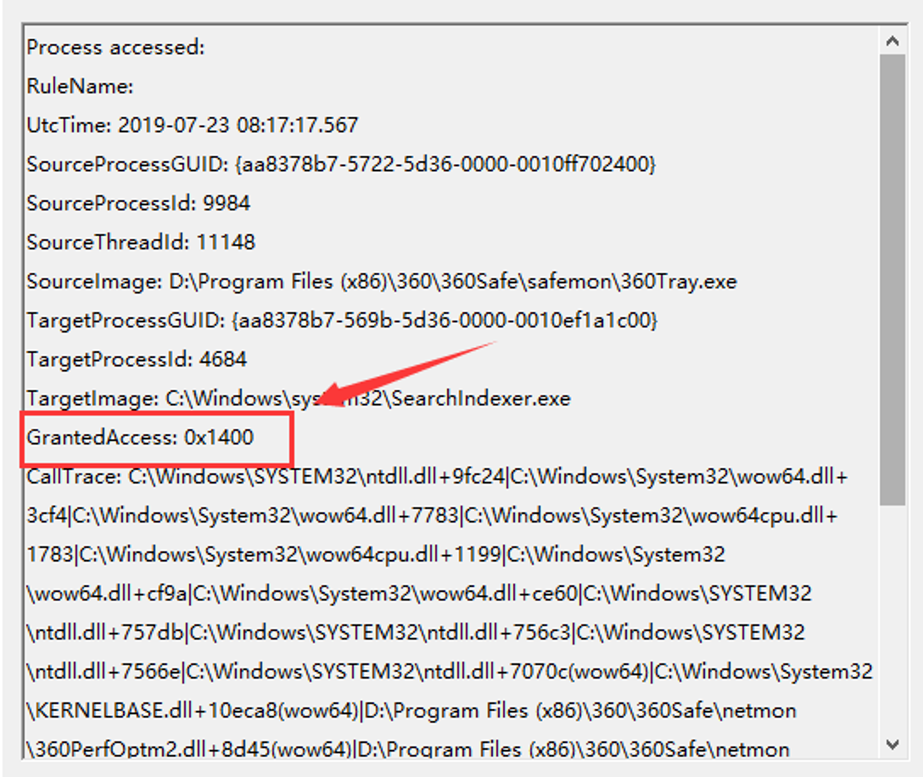 Process accessed:
RuleName:
UtcTime: 2019-07-23 08:17:17.567
SourceProcessGUID: {aa8378b7-5722-5d36-0000-0010ff702400}
SourceProcessId: 9984
SourceThreadId: 11148
SourceImage: D:\Program Files (x86)\360\360Safe\safemon\360Tray.exe
TargetProcessGUID: {aa8378b7-569b-5d36-0000-0010ef1a1c00}
TargetProcessId: 4684
TargetImage: C:\Windows\system32\SearchIndexer.exe
GrantedAccess: 0x1400
CallTrace: C:\Windows\SYSTEM32\ntdll.dll+9fc24|C:\Windows\System32\wow64.dll+
3cf4|C:\Windows\System32\wow64.dll+7783|C:\Windows\System32\wow64cpu.dll+
1783|C:\Windows\System32\wow64cpu.dll+1199|C:\Windows\System32
\wow64.dll+cf9a|C:\Windows\System32\wow64.dll+ce60|C:\Windows\SYSTEM32
\ntdll.dll+757db|C:\Windows\SYSTEM32\ntdll.dll+756c3|C:\Windows\SYSTEM32
\ntdll.dll+7566e|C:\Windows\SYSTEM32\ntdll.dll+7070c(wow64)|C:\Windows\System32
\KERNELBASE.dll+10eca8(wow64)|D:\Program Files (x86)\360\360Safe\netmon
\360PerfOptm2.dll+8d45(wow64)|D:\Program Files (x86)\360\360Safe\netmon